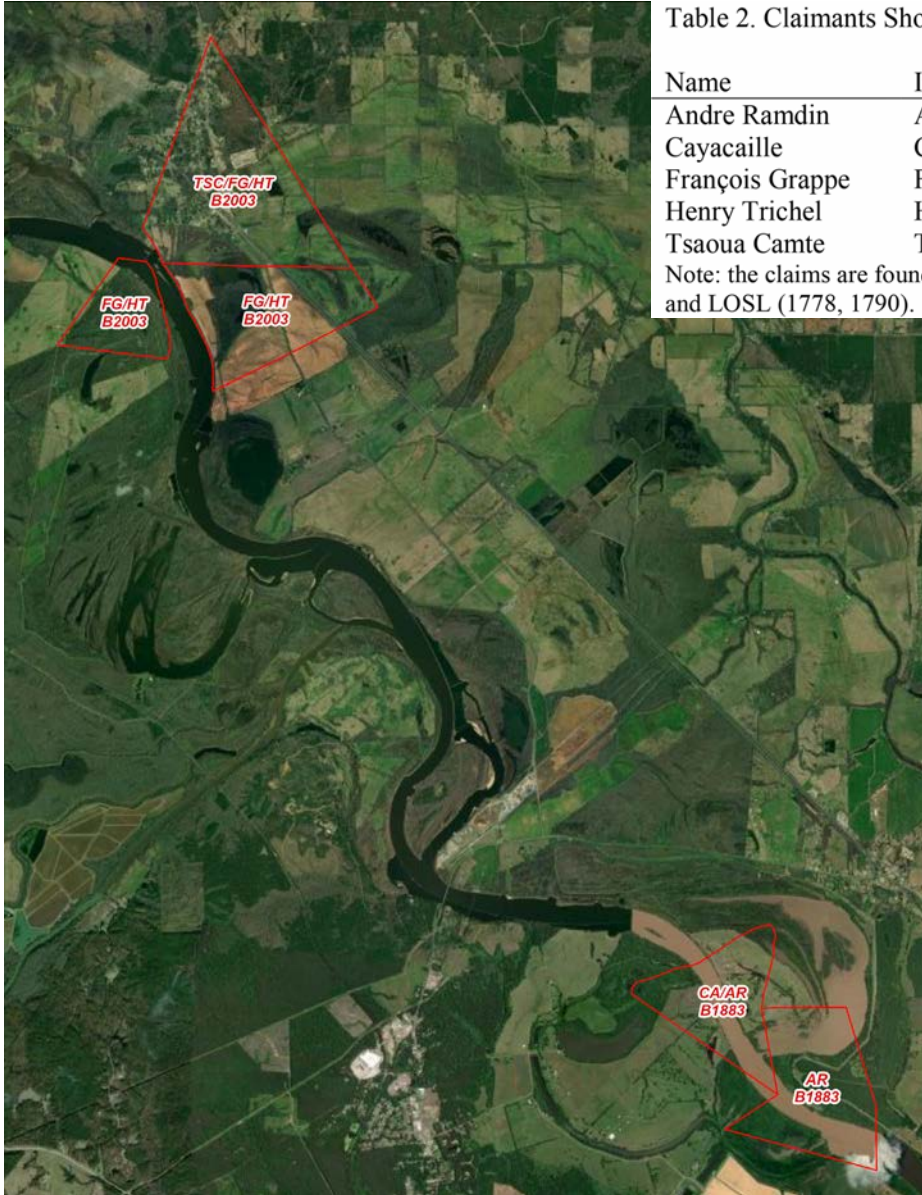 Table 2. Claimants Sho
Name I
Andre Ramdin A
Cayacaille C
François Grappe F
Henry Trichel H
Tsaoua Camte T
Note: the claims are found
and LOSL (1778, 1790).
TSC/FG/HT
B2003
FG/HT
B2003
FG/HT
B2003
CA/AR
B1883
AR
B1883